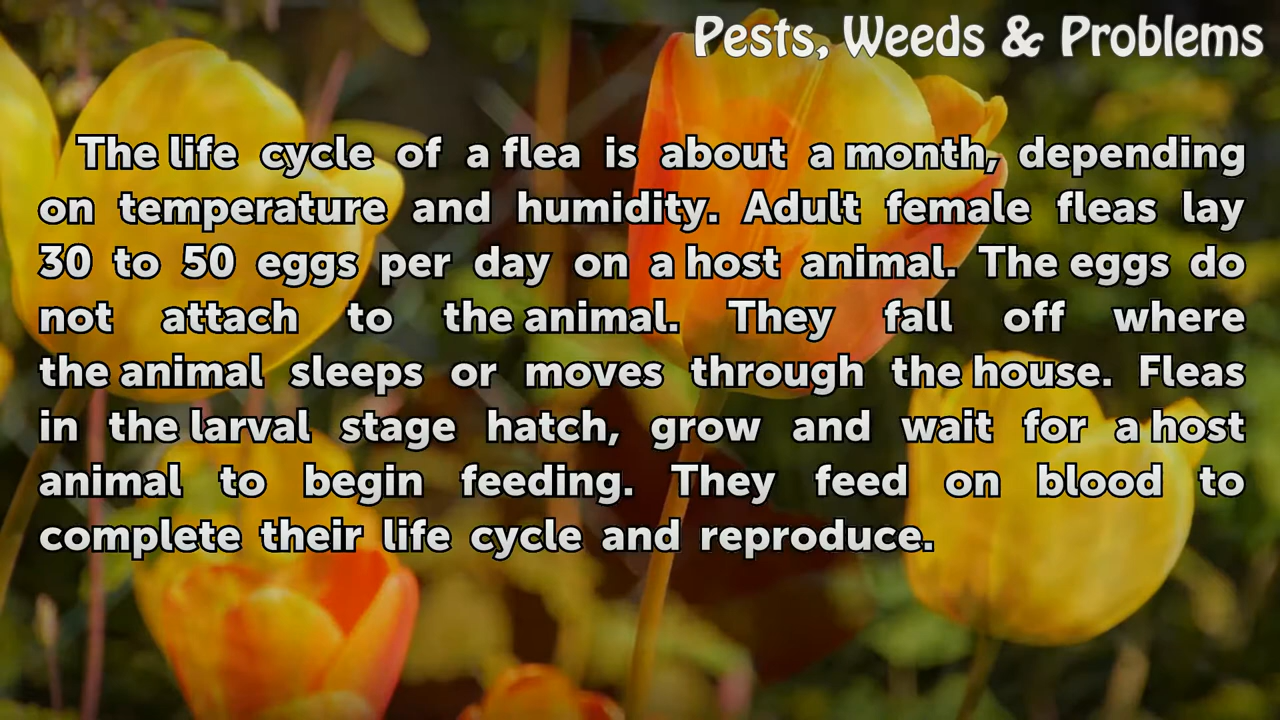 Pests, Weeds & Problems
The life cycle of a flea is about a month, depending
on temperature and humidity. Adult female fleas lay
30 to 50 eggs per day on a host animal. The eggs do
not attach to the animal. They fall off where
the animal sleeps or moves through the house. Fleas
in the larval stage hatch, grow and wait for a host
animal to begin feeding. They feed on blood to
complete their life cycle and reproduce.